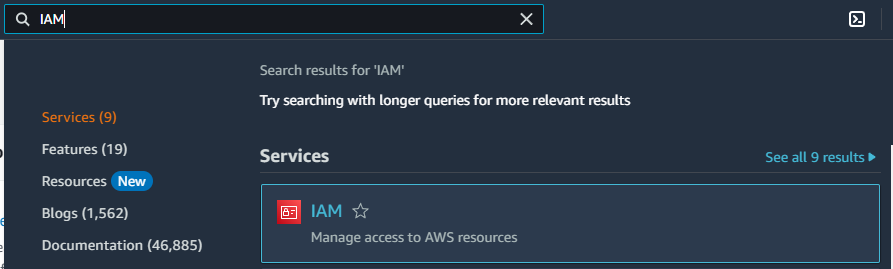 IAM
Search results for 'IAM'
Try searching with longer queries for more relevant results
Services (9)
Features (19)
Resources New
Blogs (1,562)
Documentation (46,885)
Services
See all 9 results
IAM
Manage access to AWS resources